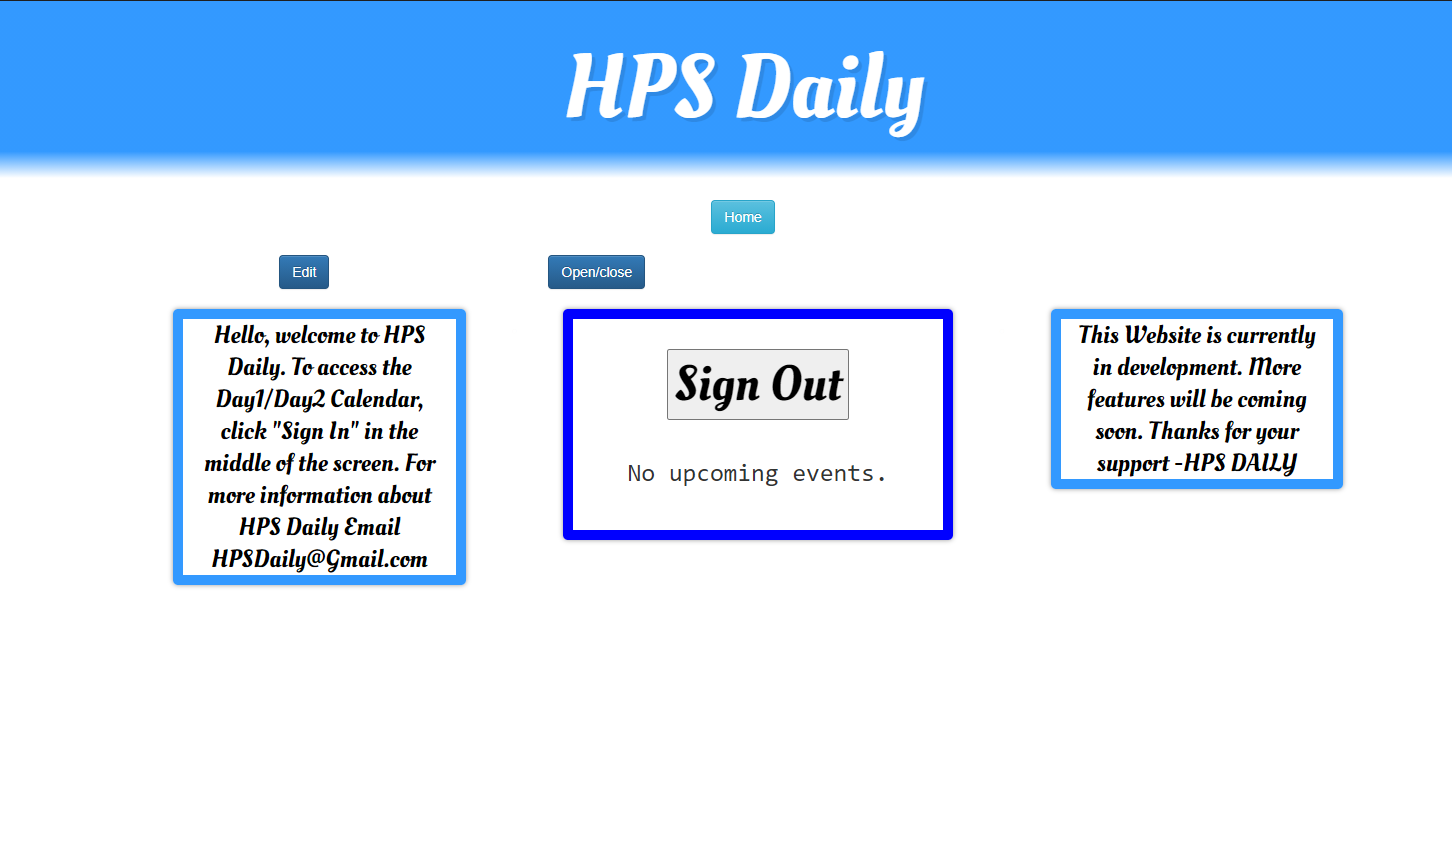 HPS Daily
Home
Edit
Open/close
Hello, welcome to HPS
Daily. To access the
Day1/Day2 Calendar,
click "Sign In" in the
middle of the screen. For
more information about
HPS Daily Email
HPSDaily@Gmail.com
Sign Out
No upcoming events.
This Website is currently
in development. More
features will be coming
soon. Thanks for your
support -HPS DAILY